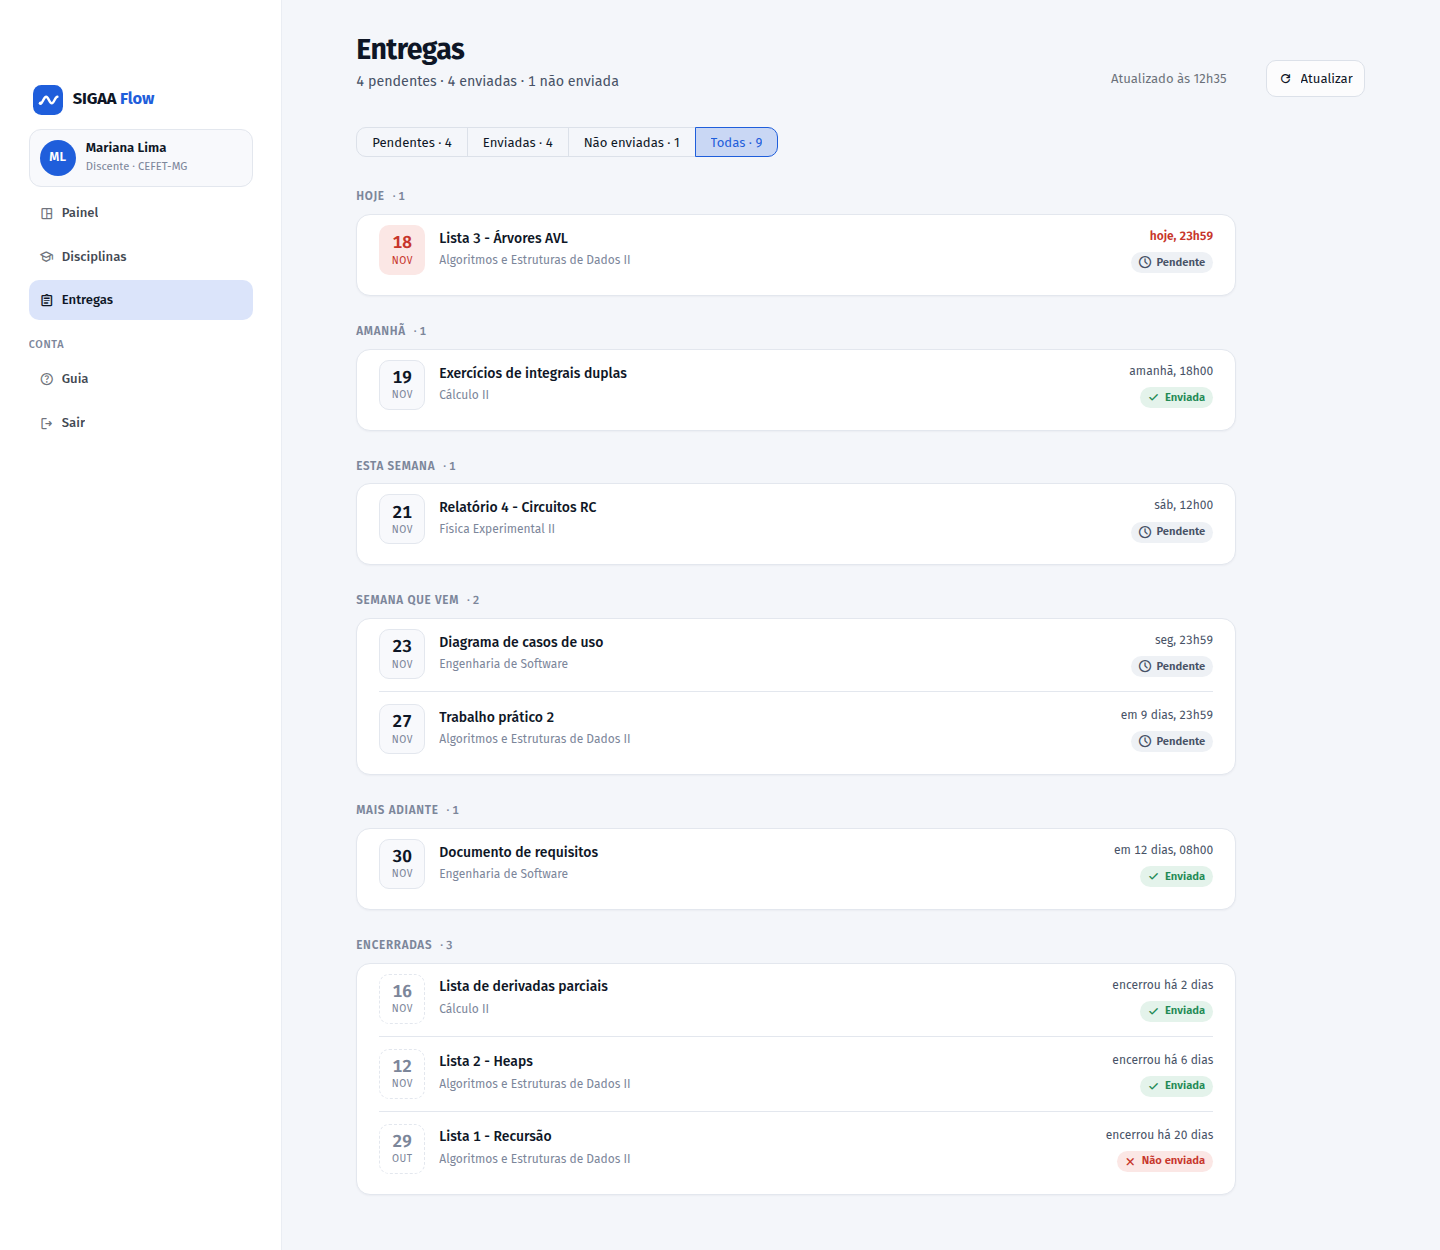 SIGAA Flow
ML
Mariana Lima
Discente · CEFET-MG
Painel
Disciplinas
Entregas
CONTA
Guia
Sair
Entregas
4 pendentes · 4 enviadas · 1 não enviada
Atualizado às 12h35
Atualizar
Pendentes · 4
Enviadas · 4
Não enviadas · 1
Todas · 9
HOJE · 1
18 NOV
Lista 3 - Árvores AVL
Algoritmos e Estruturas de Dados II
hoje, 23h59
Pendente
AMANHÃ · 1
19 NOV
Exercícios de integrais duplas
Cálculo II
amanhã, 18h00
Enviada
ESTA SEMANA · 1
21 NOV
Relatório 4 - Circuitos RC
Física Experimental II
sáb, 12h00
Pendente
SEMANA QUE VEM · 2
23 NOV
Diagrama de casos de uso
Engenharia de Software
seg, 23h59
Pendente
27 NOV
Trabalho prático 2
Algoritmos e Estruturas de Dados II
em 9 dias, 23h59
Pendente
MAIS ADIANTE · 1
30 NOV
Documento de requisitos
Engenharia de Software
em 12 dias, 08h00
Enviada
ENCERRADAS · 3
16 NOV
Lista de derivadas parciais
Cálculo II
encerrou há 2 dias
Enviada
12 NOV
Lista 2 - Heaps
Algoritmos e Estruturas de Dados II
encerrou há 6 dias
Enviada
29 OUT
Lista 1 - Recursão
Algoritmos e Estruturas de Dados II
encerrou há 20 dias
Não enviada